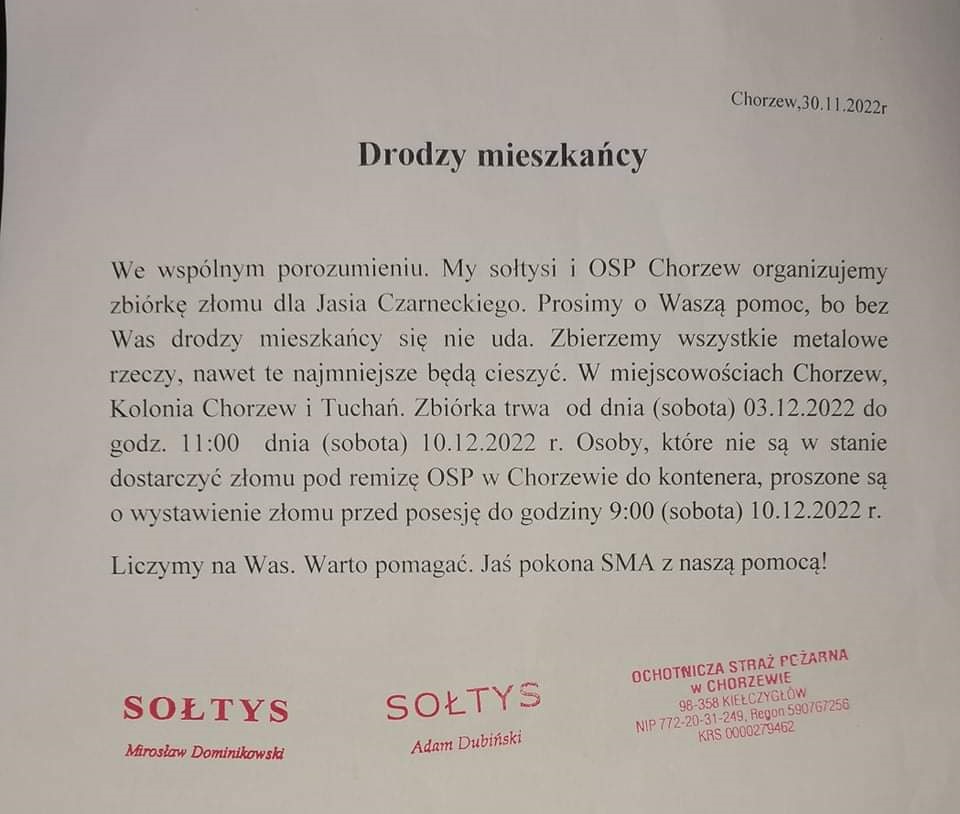 Chorzew,30.11.2022r
Drodzy mieszkańcy
We wspólnym porozumieniu. My sołtysi i OSP Chorzew organizujemy
zbiórkę złomu dla Jasia Czarneckiego. Prosimy o Waszą pomoc, bo bez
Was drodzy mieszkańcy się nie uda. Zbierzemy wszystkie metalowe
rzeczy, nawet te najmniejsze będą cieszyć. W miejscowościach Chorzew,
Kolonia Chorzew i Tuchań. Zbiórka trwa od dnia (sobota) 03.12.2022 do
godz. 11:00 dnia (sobota) 10.12.2022 r. Osoby, które nie są w stanie
dostarczyć złomu pod remizę OSP w Chorzewie do kontenera, proszone są
o wystawienie złomu przed posesję do godziny 9:00 (sobota) 10.12.2022 r.
Liczymy na Was. Warto pomagać. Jaś pokona SMA z naszą pomocą!
SOŁTYS
Mirosław Dominikowski
SOŁTYS
Adam Dubiński
OCHOTNICZA STRAŻ POŻARNA
w CHORZEWIE
98-358 KIEŁCZYGŁÓW
NIP 772-20-31-249, Regon 590767256
KRS 0000279462